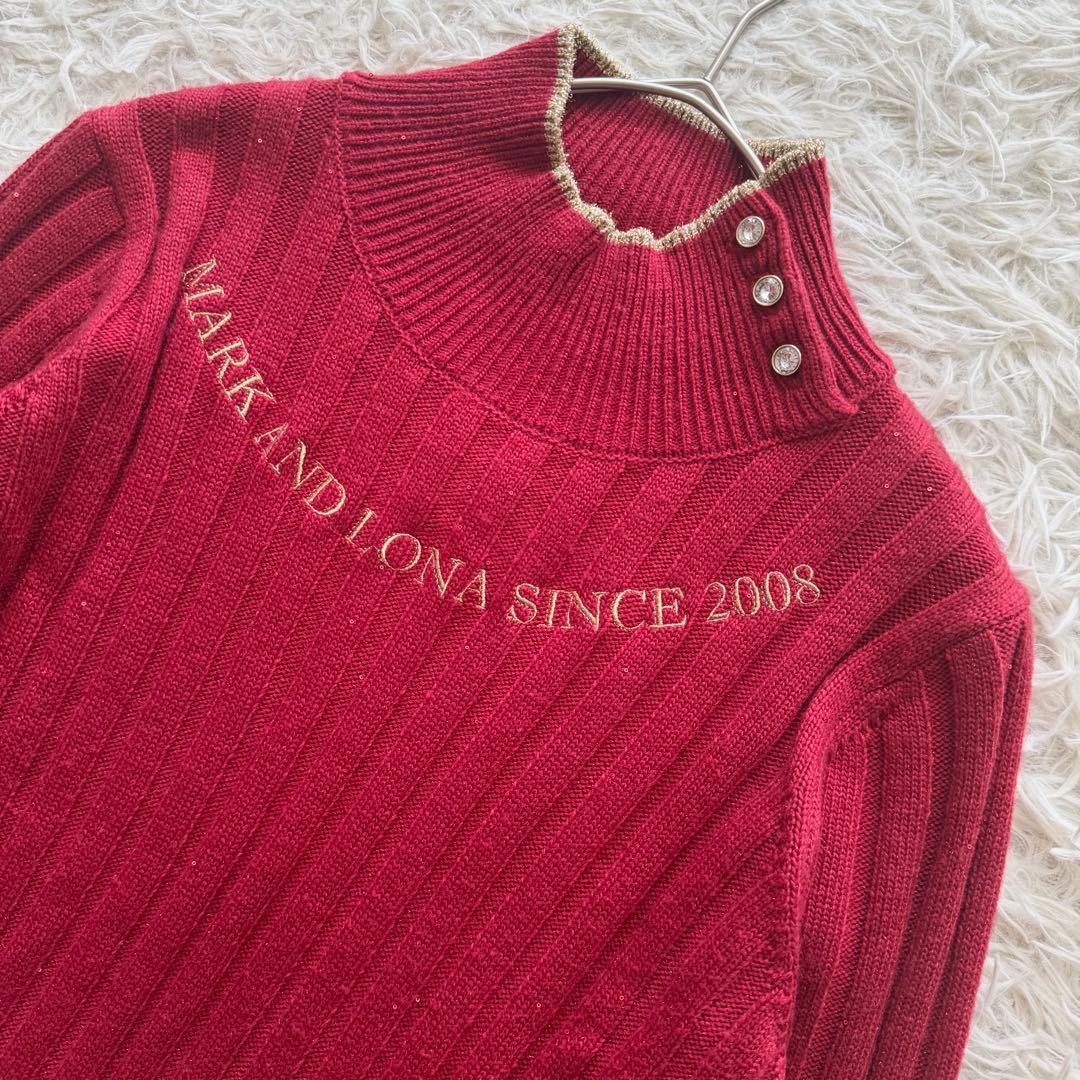 MARK AND LONA SINCE 2008